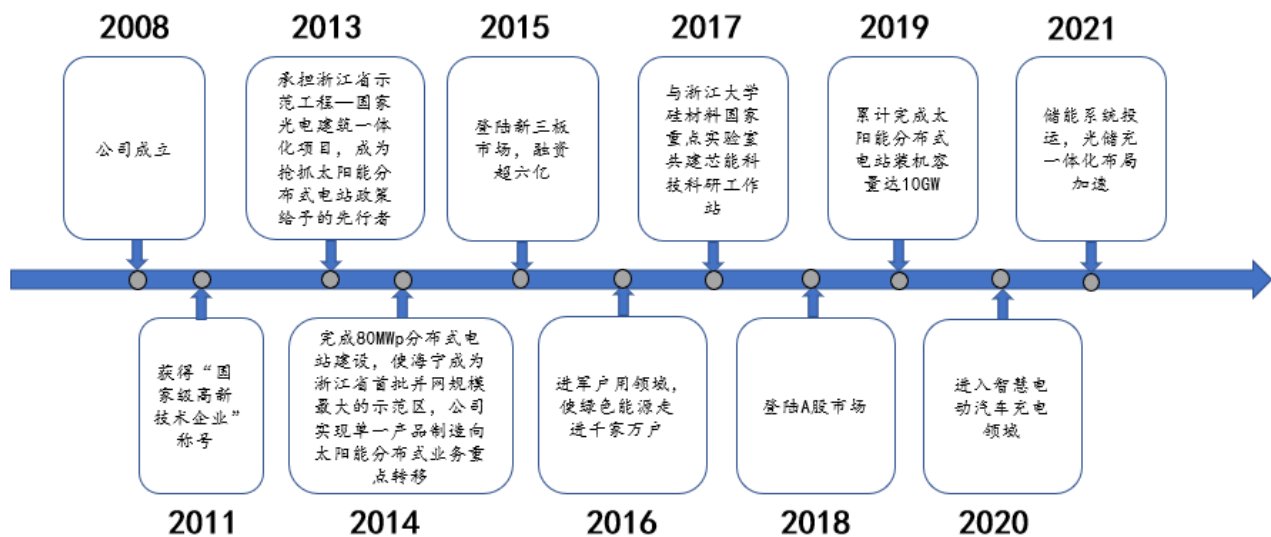 2008
公司成立
2013
承担浙江省示
范工程—国家
光电建筑一体
化项目，成为
抢抓太阳能分
布式电站政策
给予的先行者
2015
登陆新三板
市场，融资
超六亿
2017
与浙江大学
硅材料国家
重点实验室
共建芯能科
技科研工作
站
2019
累计完成太
阳能分布式
电站装机容
量达10GW
2021
储能系统投
运，光储充
一体化布局
加速
获得“国
家级高新
技术企业”
称号
2011
完成80MWp分布式电
站建设，使海宁成为
浙江省首批并网规模
最大的示范区，公司
实现单一产品制造向
太阳能分布式业务重
点转移
2014
进军户用领域，
使绿色能源走
进千家万户
2016
登陆A股市场
2018
进入智慧电
动汽车充电
领域
2020